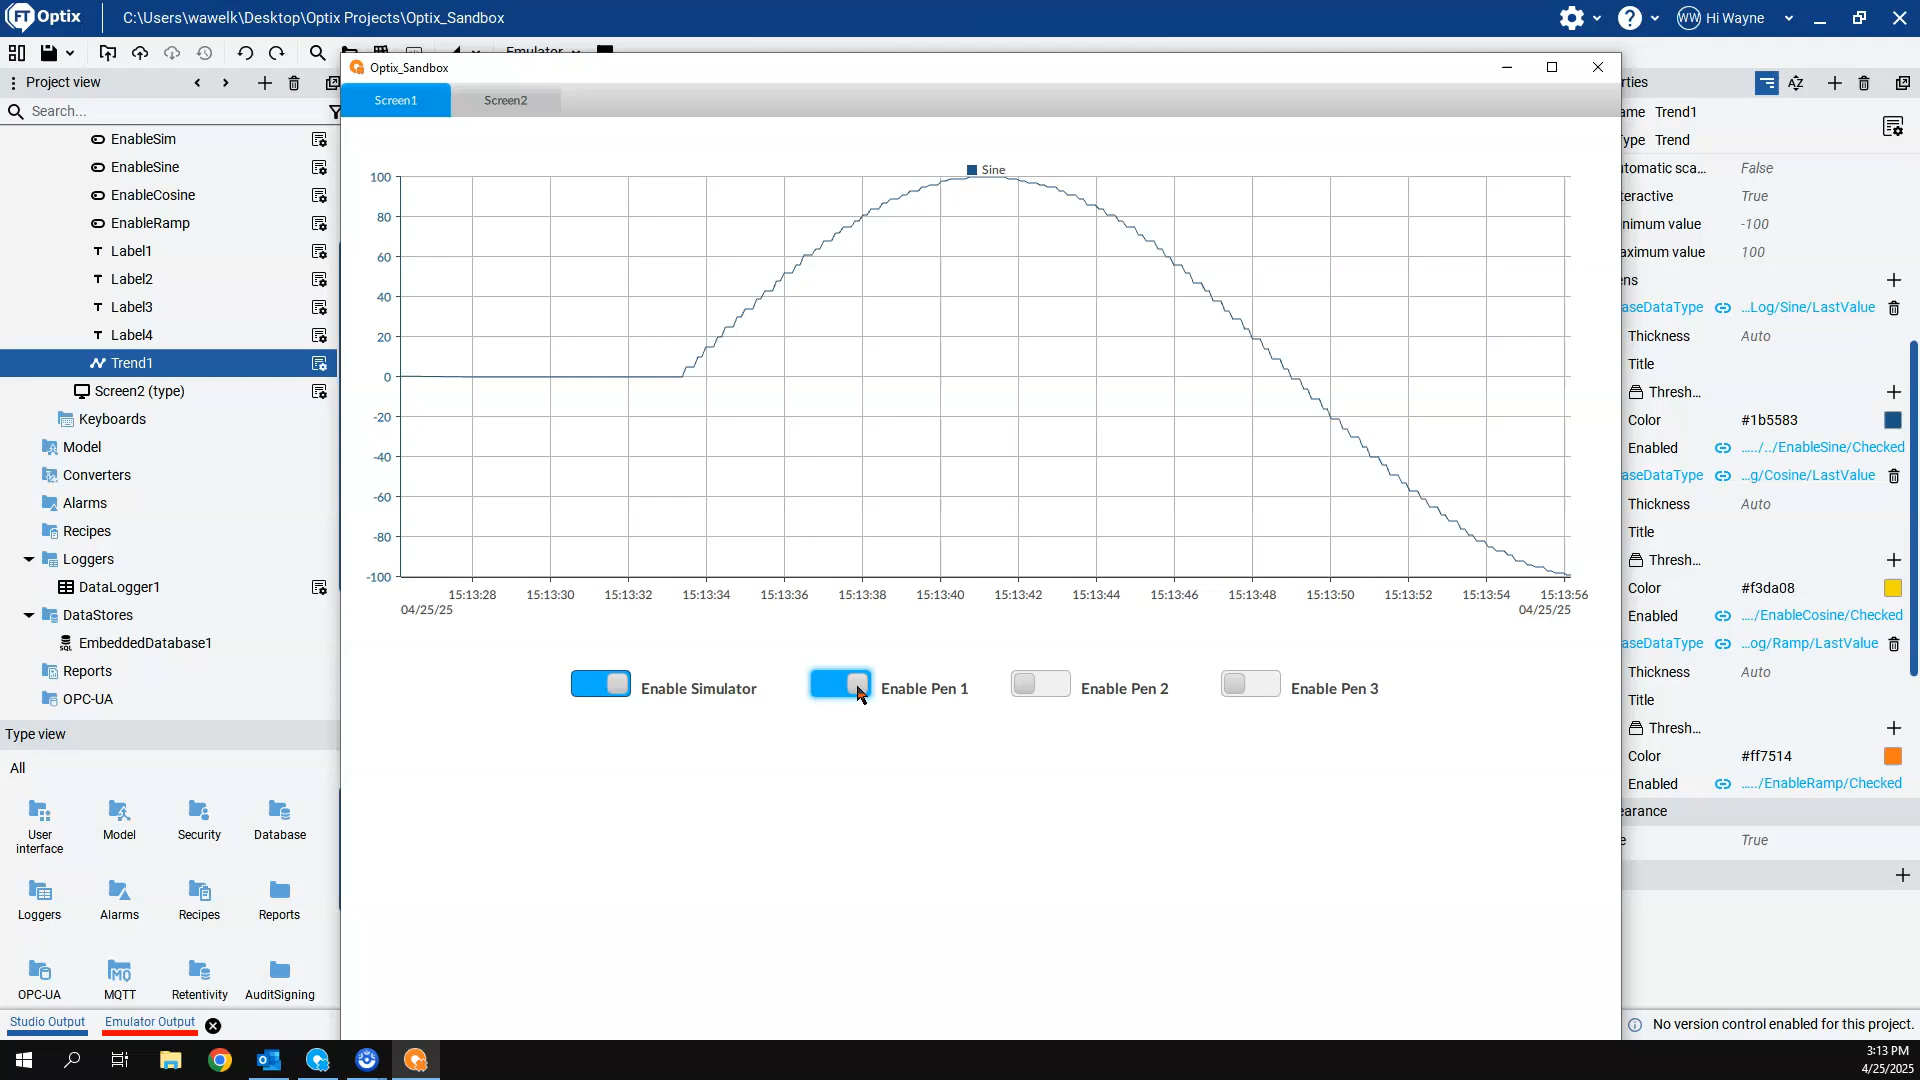 FT Optix
C:\Users\wawelk\Desktop\Optix Projects\Optix_Sandbox
WW Hi Wayne
Emulator
Project view
Search...
EnableSim
EnableSine
EnableCosine
EnableRamp
Label1
Label2
Label3
Label4
Trend1
Screen2 (type)
Keyboards
Model
Converters
Alarms
Recipes
Loggers
DataLogger1
DataStores
EmbeddedDatabase1
Reports
OPC-UA
Type view
All
User interface
Model
Security
Database
Loggers
Alarms
Recipes
Reports
OPC-UA
MQ
MQTT
Retentivity
AuditSigning
Studio Output
Emulator Output
Optix_Sandbox
Screen1
Screen2
Sine
100
80
60
40
20
0
-20
-40
-60
-80
-100
15:13:28
15:13:30
15:13:32
15:13:34
15:13:36
15:13:38
15:13:40
15:13:42
15:13:44
15:13:46
15:13:48
15:13:50
15:13:52
15:13:54
15:13:56
04/25/25
04/25/25
Enable Simulator
Enable Pen 1
Enable Pen 2
Enable Pen 3
rties
ame Trend1
ype Trend
tomatic sca... False
teractive True
nimum value -100
aximum value 100
ens
aseDataType ...Log/Sine/LastValue
Thickness Auto
Title
Thresh...
Color #1b5583
Enabled ...../../EnableSine/Checked
aseDataType ...g/Cosine/LastValue
Thickness Auto
Title
Thresh...
Color #f3da08
Enabled ..../EnableCosine/Checked
aseDataType ...og/Ramp/LastValue
Thickness Auto
Title
Thresh...
Color #ff7514
Enabled ...../EnableRamp/Checked
earance
e True
No version control enabled for this project.
3:13 PM
4/25/2025